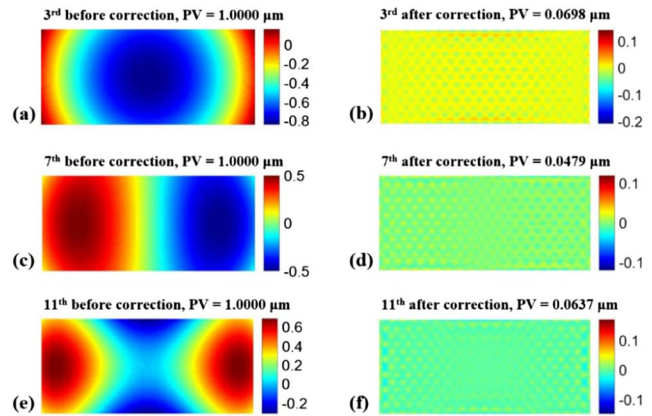 3rd before correction, PV = 1.0000 μm
0
-0.2
-0.4
-0.6
-0.8
(a)
3rd after correction, PV = 0.0698 μm
0.1
0
-0.1
-0.2
(b)
7th before correction, PV = 1.0000 μm
0.5
0
-0.5
(c)
7th after correction, PV = 0.0479 μm
0.1
0
-0.1
(d)
11th before correction, PV = 1.0000 μm
0.6
0.4
0.2
0
-0.2
(e)
11th after correction, PV = 0.0637 μm
0.1
0
-0.1
(f)